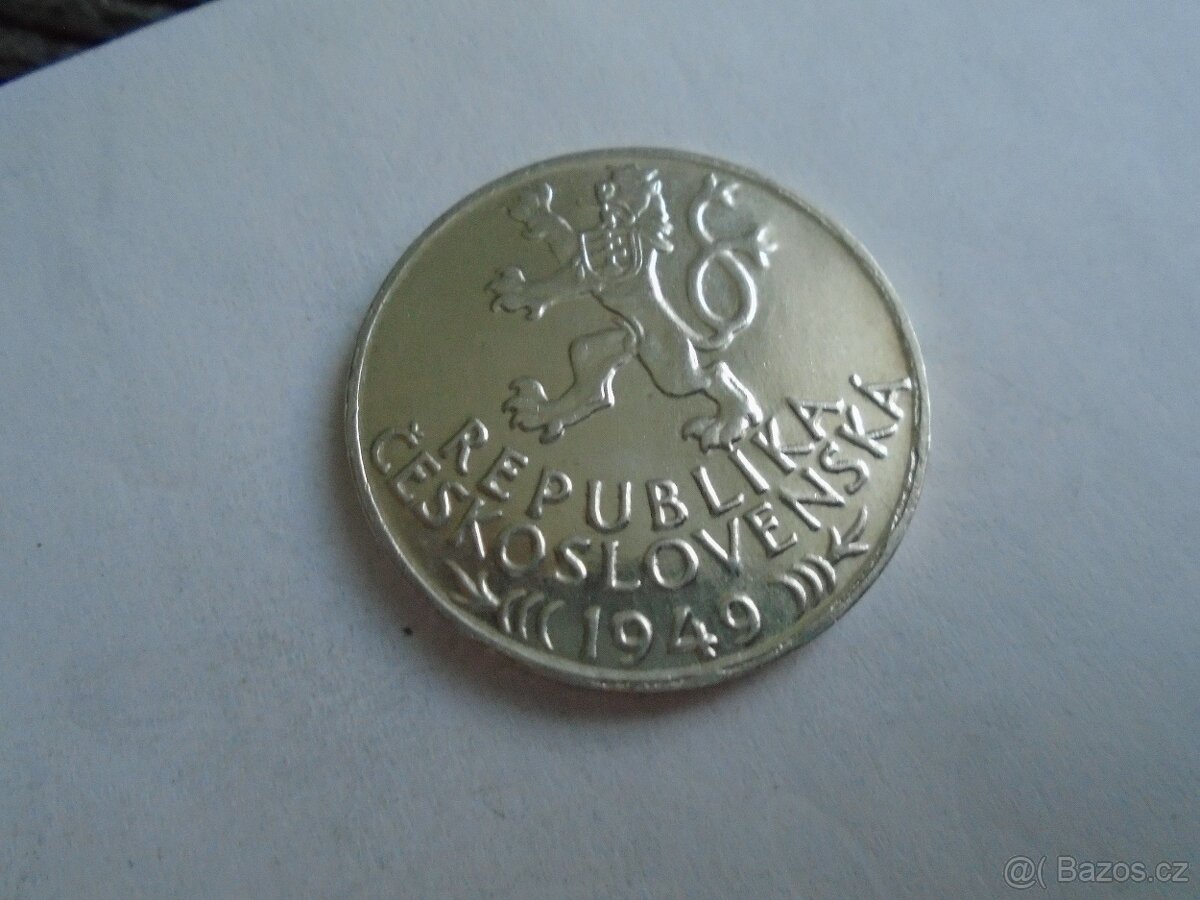 REPUBLIKA
ČESKOSLOVENSKÁ
1949
@( Bazos.cz